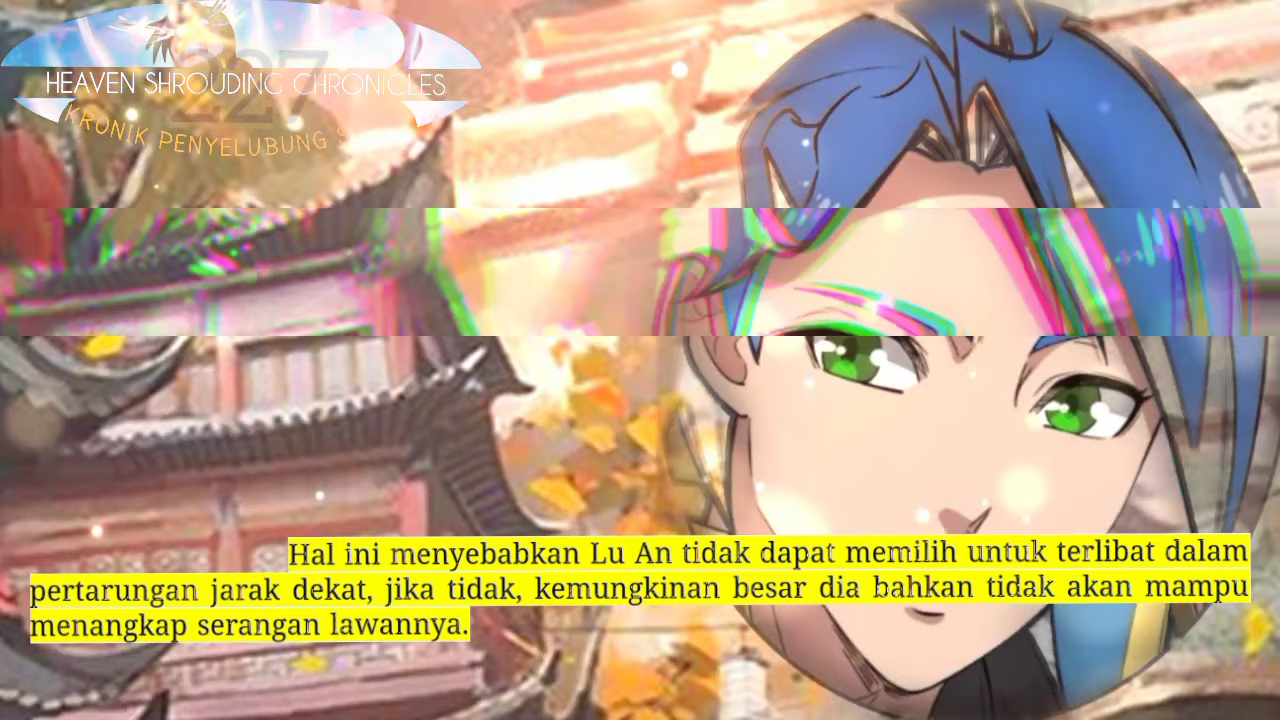 227
HEAVEN SHROUDING CHRONICLES
KRONIK PENYELUBUNG S
Hal ini menyebabkan Lu An tidak dapat memilih untuk terlibat dalam
pertarungan jarak dekat, jika tidak, kemungkinan besar dia bahkan tidak akan mampu
menangkap serangan lawannya.